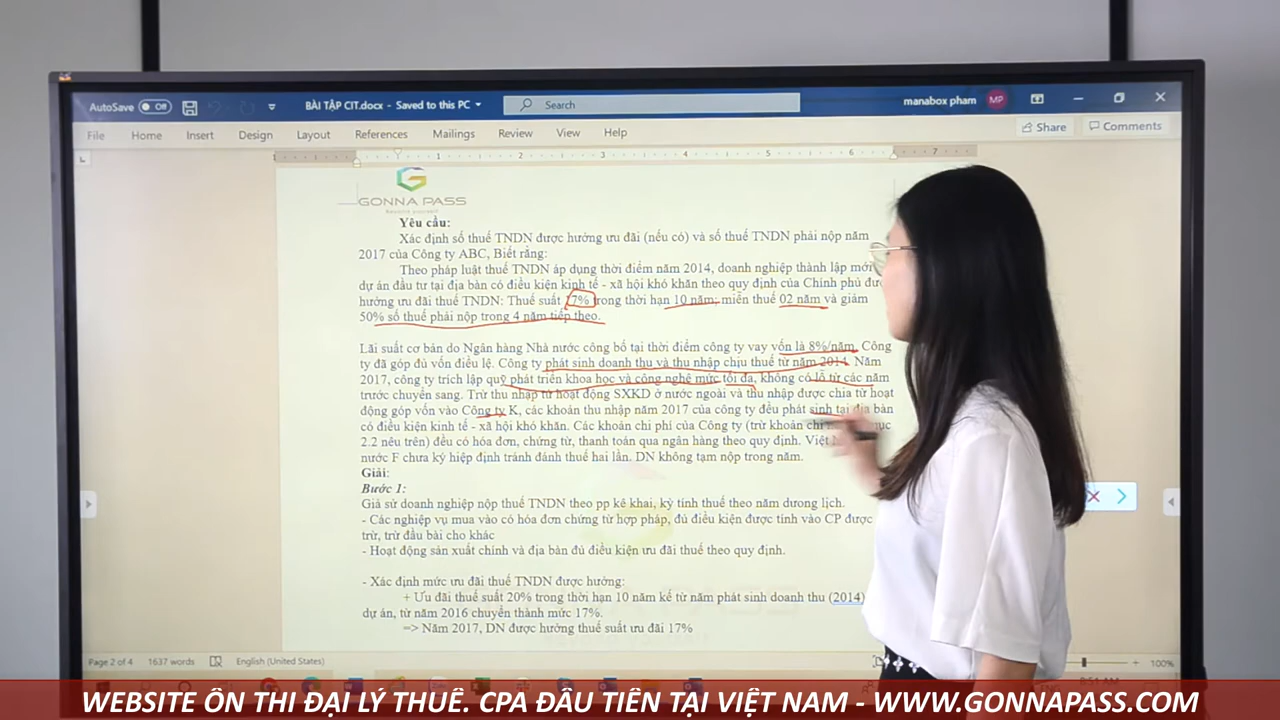 AutoSave Off BÀI TẬP CIT.docx - Saved to this PC Search manabox pham MP
File Home Insert Design Layout References Mailings Review View Help Share Comments
1 1 2 3 4 5 6 7
GONNA PASS
Yêu cầu:
Xác định số thuế TNDN được hưởng ưu đãi (nếu có) và số thuế TNDN phải nộp năm
2017 của Công ty ABC, Biết rằng:
Theo pháp luật thuế TNDN áp dụng thời điểm năm 2014, doanh nghiệp thành lập mới
dự án đầu tư tại địa bàn có điều kiện kinh tế - xã hội khó khăn theo quy định của Chính phủ
hưởng ưu đãi thuế TNDN: Thuế suất 17% trong thời hạn 10 năm; miễn thuế 02 năm và giảm
50% số thuế phải nộp trong 4 năm tiếp theo.
Lãi suất cơ bản do Ngân hàng Nhà nước công bố tại thời điểm công ty vay vốn là 8%/năm. Công
ty đã góp đủ vốn điều lệ. Công ty phát sinh doanh thu và thu nhập chịu thuế từ năm 2014. Năm
2017, công ty trích lập quỹ phát triển khoa học và công nghệ mức tối đa, không có lỗ từ các năm
trước chuyển sang. Trừ thu nhập từ hoạt động SXKD ở nước ngoài và thu nhập được chia từ hoạt
động góp vốn vào Công ty K, các khoản thu nhập năm 2017 của công ty đều phát sinh tại địa bàn
có điều kiện kinh tế - xã hội khó khăn. Các khoản chi phí của Công ty (trừ khoản chi
2.2 nêu trên) đều có hóa đơn, chứng từ, thanh toán qua ngân hàng theo quy định. Việt
nước F chưa ký hiệp định tránh đánh thuế hai lần. DN không tạm nộp trong năm.
Giải:
Bước 1:
Giả sử doanh nghiệp nộp thuế TNDN theo pp kê khai, kỳ tính thuế theo năm dương lịch.
- Các nghiệp vụ mua vào có hóa đơn chứng từ hợp pháp, đủ điều kiện được tính vào CP được
trừ, trừ đầu bài cho khác
- Hoạt động sản xuất chính và địa bàn đủ điều kiện ưu đãi thuế theo quy định.
- Xác định mức ưu đãi thuế TNDN được hưởng:
+ Ưu đãi thuế suất 20% trong thời hạn 10 năm kể từ năm phát sinh doanh thu (2014)
dự án, từ năm 2016 chuyển thành mức 17%.
=> Năm 2017, DN được hưởng thuế suất ưu đãi 17%
Page 2 of 4 1637 words English (United States) 100%
WEBSITE ÔN THI ĐẠI LÝ THUẾ. CPA ĐẦU TIÊN TẠI VIỆT NAM - WWW.GONNAPASS.COM